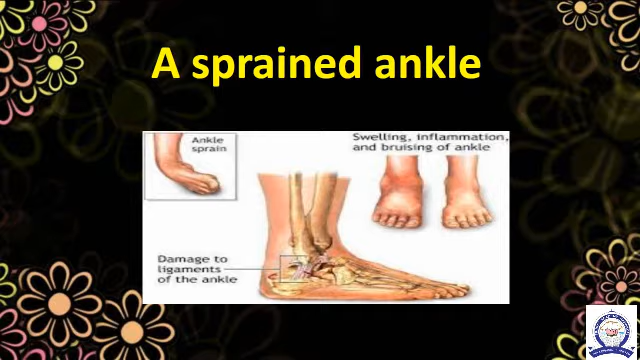 A sprained ankle
Ankle
sprain
Swelling, inflammation,
and bruising of ankle
Damage to
ligaments
of the ankle